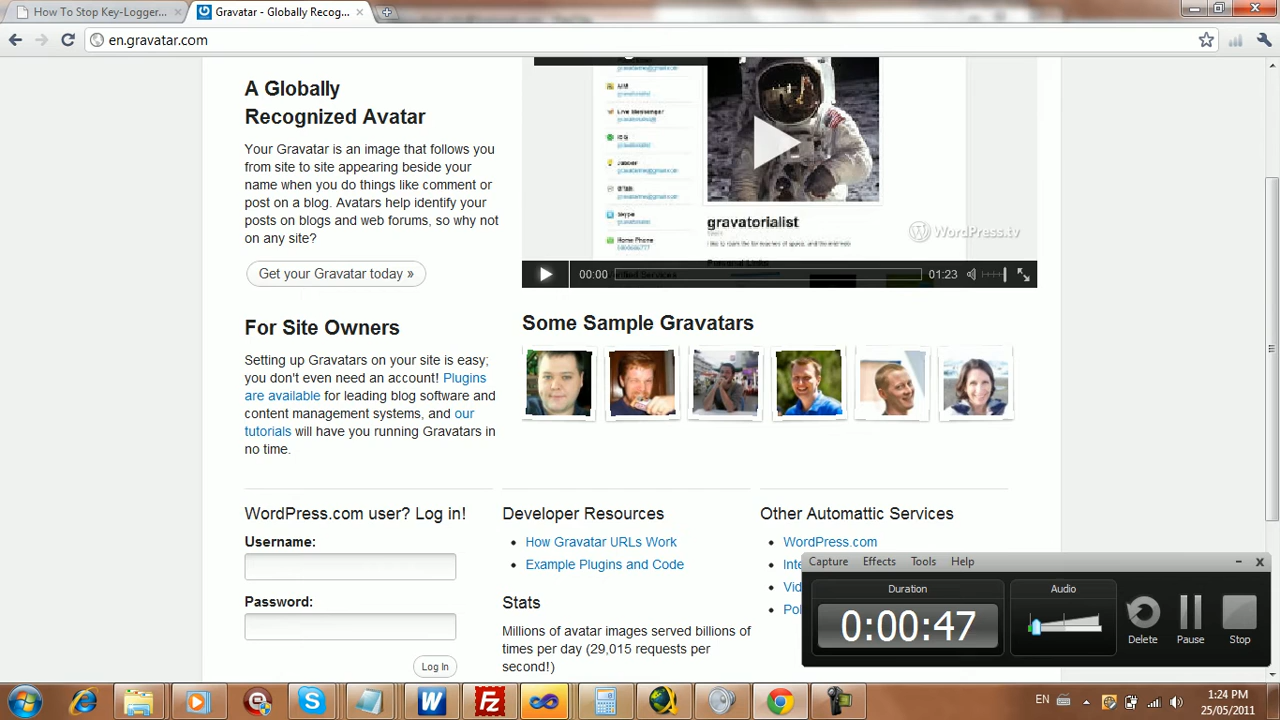 How To Stop Key-Logger...
Gravatar - Globally Recog...
en.gravatar.com
A Globally
Recognized Avatar
Your Gravatar is an image that follows you
from site to site appearing beside your
name when you do things like comment or
post on a blog. Avatars help identify your
posts on blogs and web forums, so why not
on any site?
Get your Gravatar today »
Live Messenger
Skype
Home Phone
gravatorialist
WordPress.tv
00:00
01:23
For Site Owners
Setting up Gravatars on your site is easy;
you don't even need an account! Plugins
are available for leading blog software and
content management systems, and our
tutorials will have you running Gravatars in
no time.
Some Sample Gravatars
WordPress.com user? Log in!
Username:
Password:
Log In
Developer Resources
How Gravatar URLs Work
Example Plugins and Code
Stats
Millions of avatar images served billions of
times per day (29,015 requests per
second!)
Other Automattic Services
WordPress.com
Inte
Vid
Pol
Capture Effects Tools Help
Duration
0:00:47
Audio
Delete
Pause
Stop
EN
1:24 PM
25/05/2011